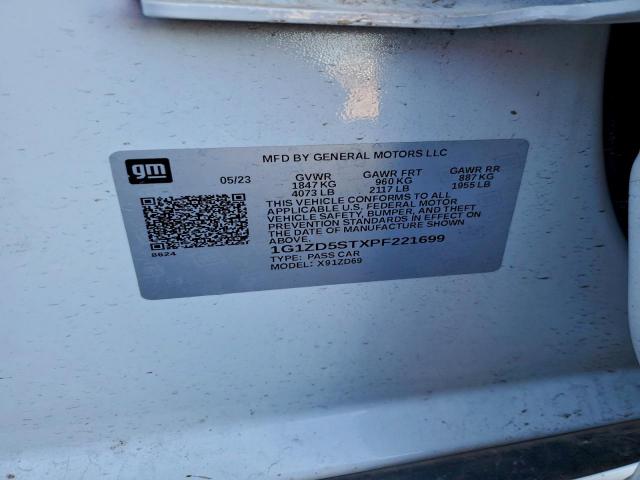 MFD BY GENERAL MOTORS LLC
gm
05/23 GVWR GAWR FRT GAWR RR
1847 KG 960 KG 887 KG
4073 LB 2117 LB 1955 LB
THIS VEHICLE CONFORMS TO ALL
APPLICABLE U.S. FEDERAL MOTOR
VEHICLE SAFETY, BUMPER, AND THEFT
PREVENTION STANDARDS IN EFFECT ON
THE DATE OF MANUFACTURE SHOWN
ABOVE.
8624
1G1ZD5STXPF221699
TYPE: PASS CAR
MODEL: X91ZD69